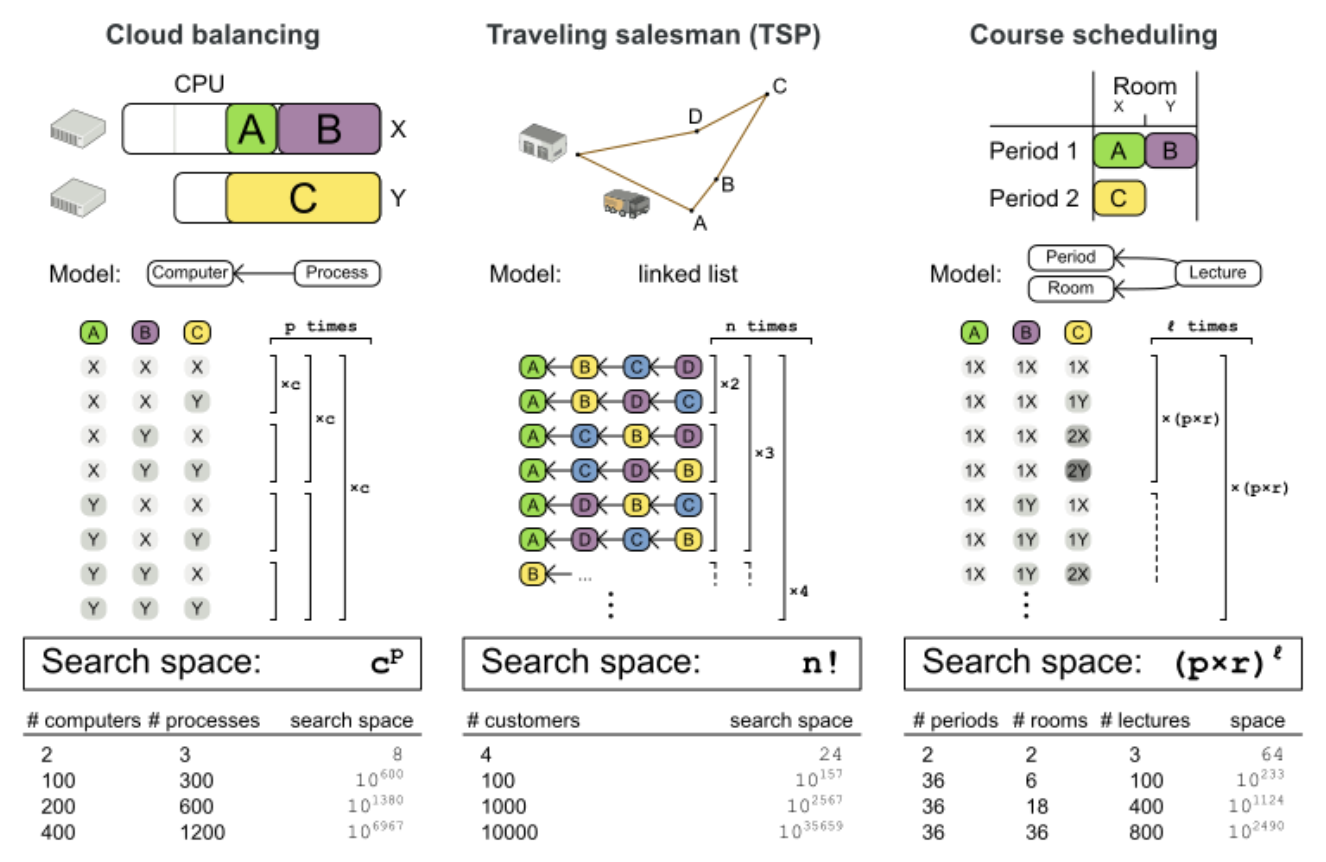 Cloud balancing
CPU
A B X
C Y
Model: Computer Process
A B C p times
X X X
×c
X X Y
×c
X Y X
X Y Y
×c
Y X X
Y X Y
Y Y X
Y Y Y
Search space: c^p
# computers # processes search space
2 3 8
100 300 10^600
200 600 10^1380
400 1200 10^6967
Traveling salesman (TSP)
C
D
B
A
Model: linked list
n times
A B C D
×2
A B D C
A C B D
×3
A C D B
A D B C
A D C B
B ...
×4
Search space: n!
# customers search space
4 24
100 10^157
1000 10^2567
10000 10^35659
Course scheduling
Room
X Y
Period 1 A B
Period 2 C
Model: Period Room Lecture
A B C ℓ times
1X 1X 1X
1X 1X 1Y
×(p×r)
1X 1X 2X
1X 1X 2Y
×(p×r)
1X 1Y 1X
1X 1Y 1Y
1X 1Y 2X
Search space: (p×r)^ℓ
# periods # rooms # lectures space
2 2 3 64
36 6 100 10^233
36 18 400 10^1124
36 36 800 10^2490